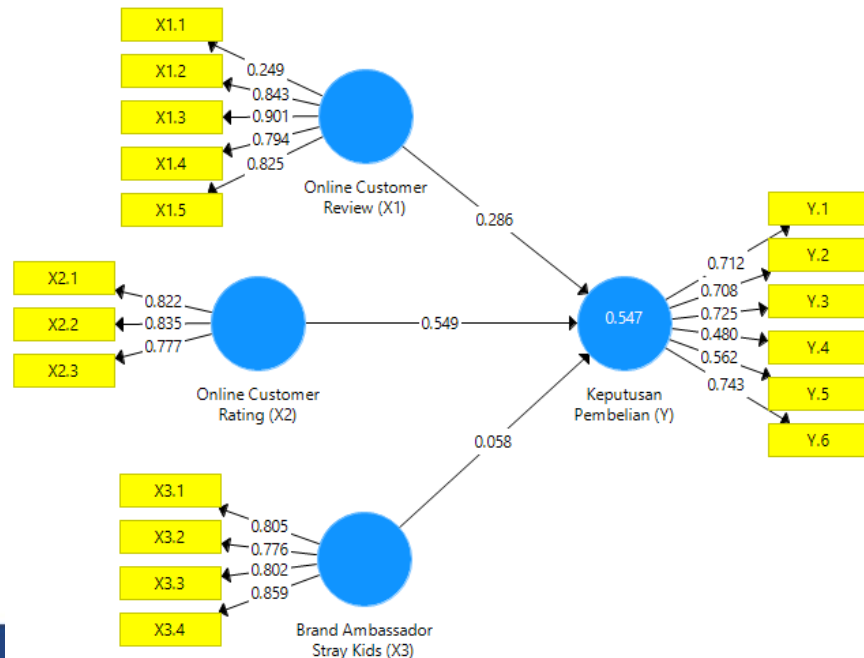 X1.1
X1.2
X1.3
X1.4
X1.5
0.249
0.843
0.901
0.794
0.825
Online Customer
Review (X1)
0.286
X2.1
X2.2
X2.3
0.822
0.835
0.777
Online Customer
Rating (X2)
0.549
X3.1
X3.2
X3.3
X3.4
0.805
0.776
0.802
0.859
Brand Ambassador
Stray Kids (X3)
0.058
0.547
Keputusan
Pembelian (Y)
0.712
0.708
0.725
0.480
0.562
0.743
Y.1
Y.2
Y.3
Y.4
Y.5
Y.6